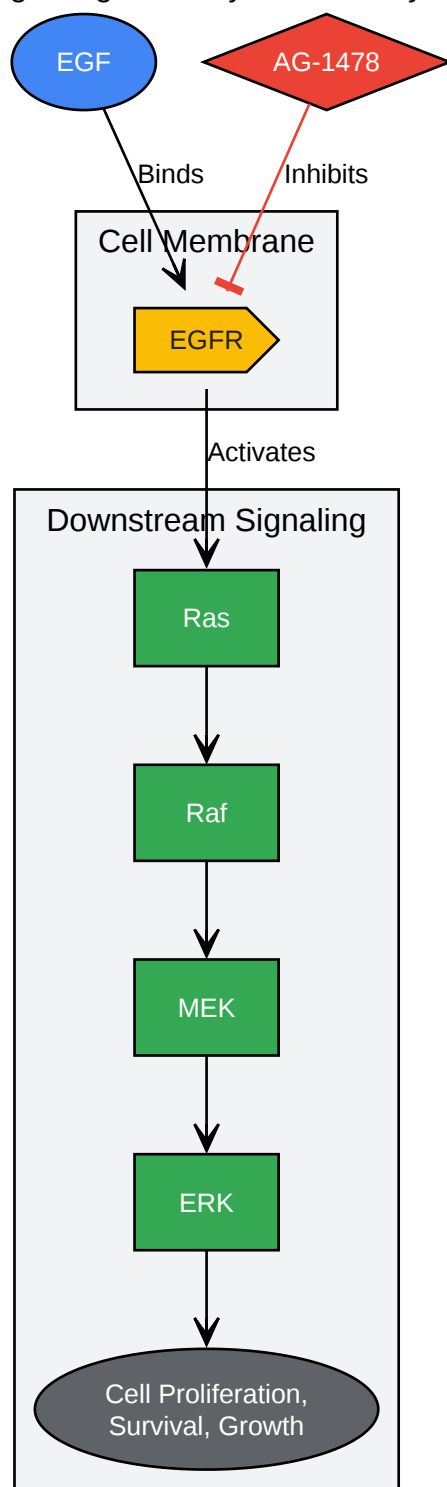 EGF
AG-1478
Binds
Inhibits
Cell Membrane
EGFR
Activates
Downstream Signaling
Ras
Raf
MEK
ERK
Cell Proliferation,
Survival, Growth